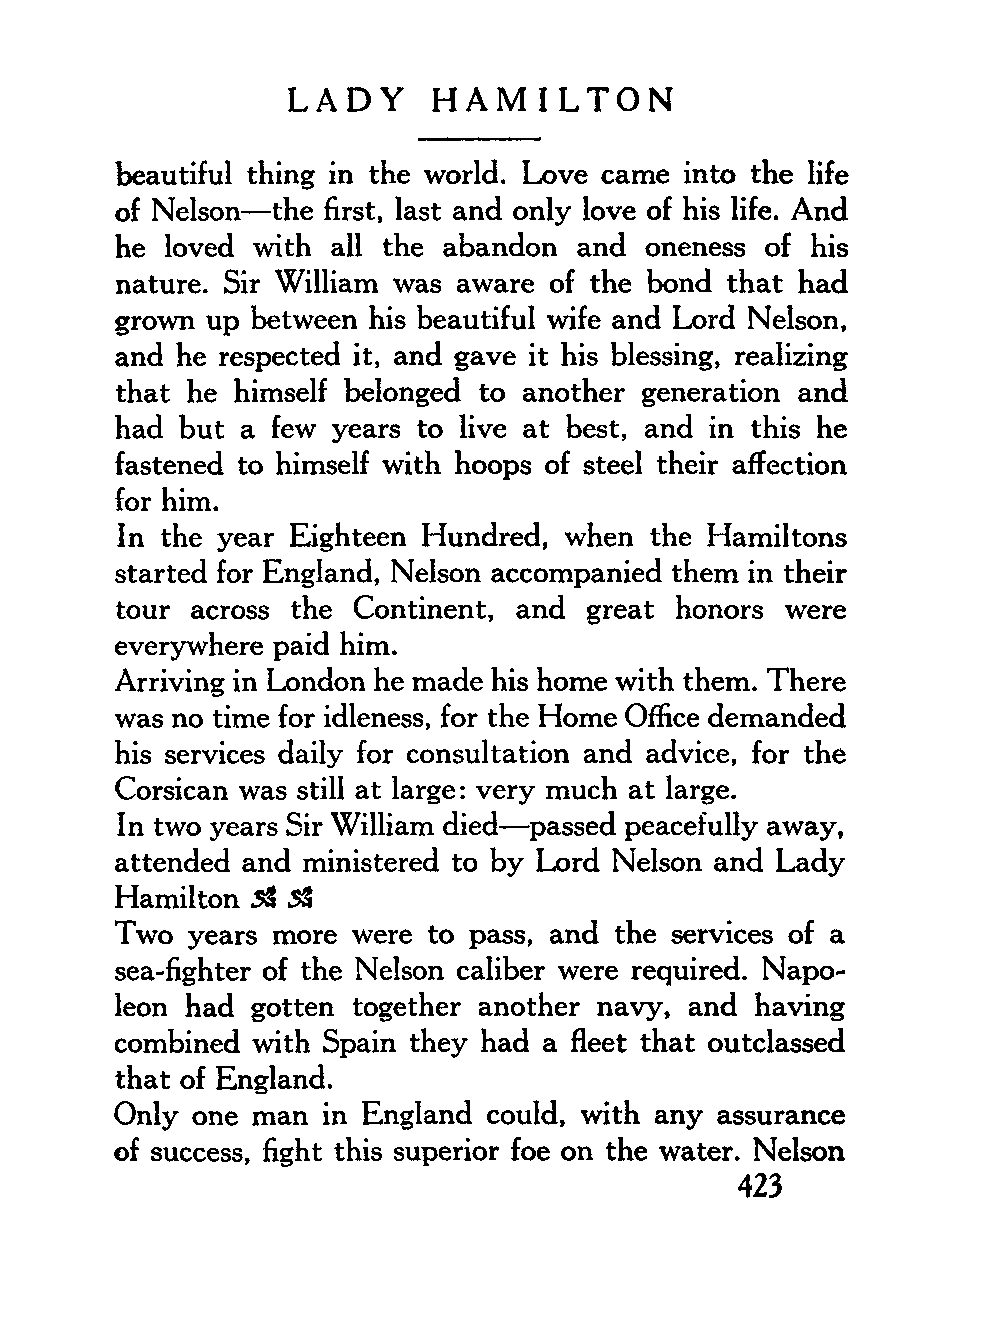 LADY HAMILTON
beautiful thing in the world. Love came into the life
of Nelson—the first, last and only love of his life. And
he loved with all the abandon and oneness of his
nature. Sir William was aware of the bond that had
grown up between his beautiful wife and Lord Nelson,
and he respected it, and gave it his blessing, realizing
that he himself belonged to another generation and
had but a few years to live at best, and in this he
fastened to himself with hoops of steel their affection
for him.
In the year Eighteen Hundred, when the Hamiltons
started for England, Nelson accompanied them in their
tour across the Continent, and great honors were
everywhere paid him.
Arriving in London he made his home with them. There
was no time for idleness, for the Home Office demanded
his services daily for consultation and advice, for the
Corsican was still at large: very much at large.
In two years Sir William died—passed peacefully away,
attended and ministered to by Lord Nelson and Lady
Hamilton
Two years more were to pass, and the services of a
sea-fighter of the Nelson caliber were required. Napo-
leon had gotten together another navy, and having
combined with Spain they had a fleet that outclassed
that of England.
Only one man in England could, with any assurance
of success, fight this superior foe on the water. Nelson
423